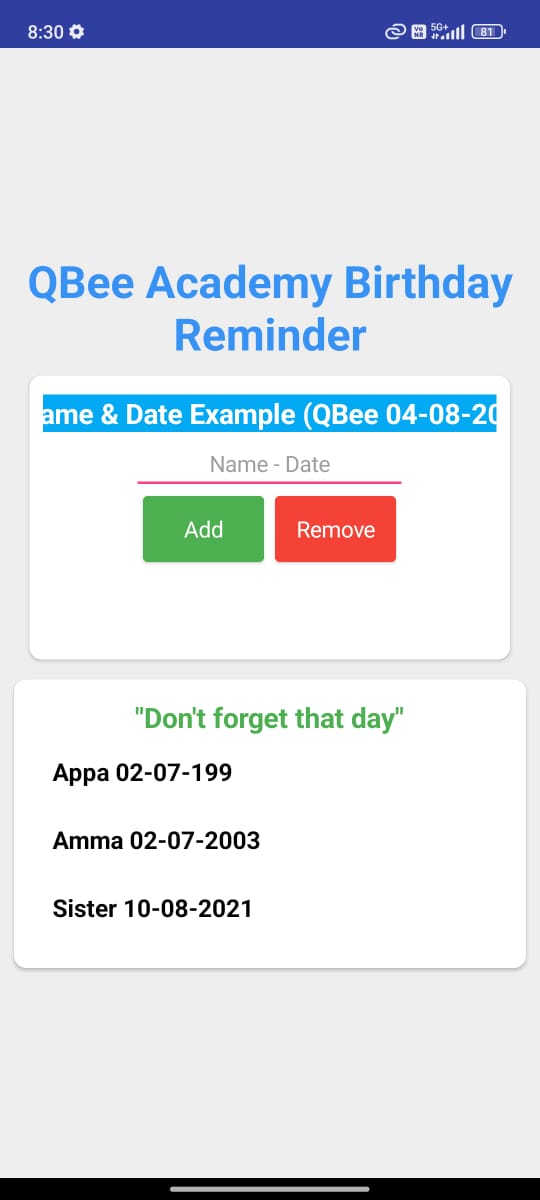 8:30
5G+
81
QBee Academy Birthday
Reminder
ame & Date Example (QBee 04-08-20
Name - Date
Add
Remove
"Don't forget that day"
Appa 02-07-199
Amma 02-07-2003
Sister 10-08-2021